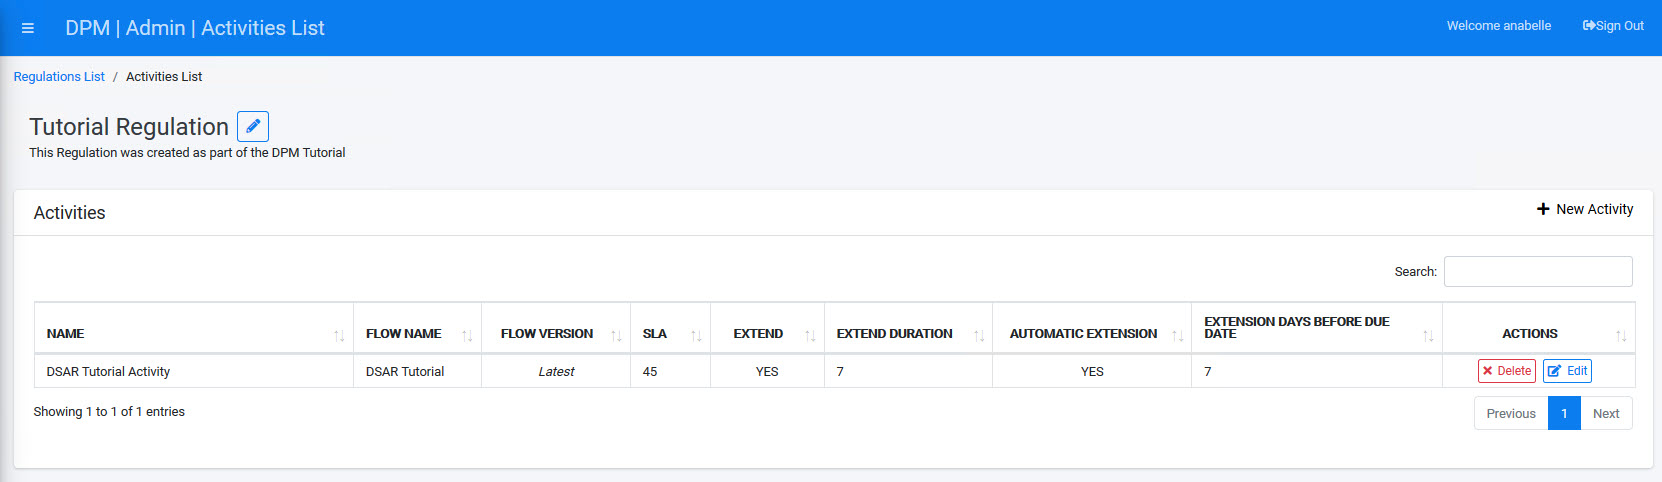 DPM | Admin | Activities List
Welcome anabelle
Sign Out
Regulations List / Activities List
Tutorial Regulation
This Regulation was created as part of the DPM Tutorial
Activities
New Activity
Search:
NAME FLOW NAME FLOW VERSION SLA EXTEND EXTEND DURATION AUTOMATIC EXTENSION EXTENSION DAYS BEFORE DUE DATE ACTIONS
DSAR Tutorial Activity DSAR Tutorial Latest 45 YES 7 YES 7 Delete Edit
Showing 1 to 1 of 1 entries
Previous 1 Next